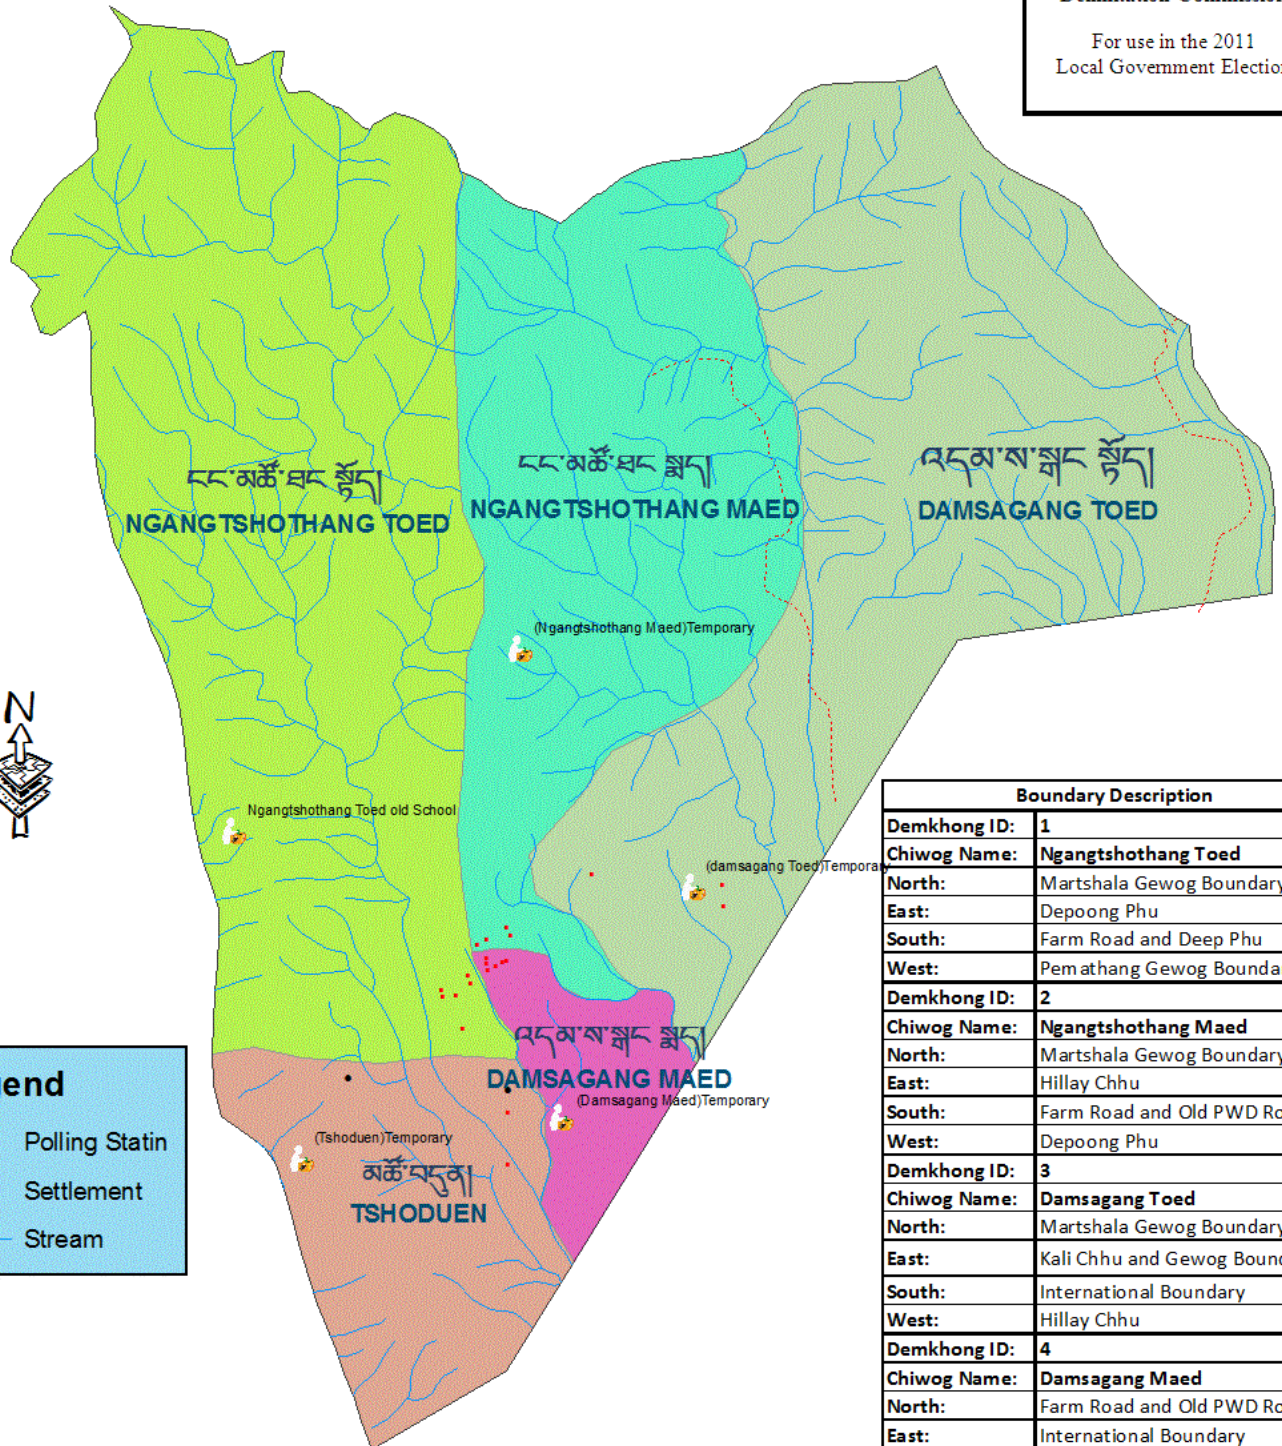 For use in the 2011
Local Government Election
ངང་མཚོ་ཐང་སྟོད།
NGANGTSHOTHANG TOED
ངང་མཚོ་ཐང་སྨད།
NGANGTSHOTHANG MAED
འདམ་ས་སྒང་སྟོད།
DAMSAGANG TOED
(Ngangtshothang Maed)Temporary
N
Ngangtshothang Toed old School
(damsagang Toed)Temporary
འདམ་ས་སྒང་སྨད།
DAMSAGANG MAED
(Damsagang Maed)Temporary
(Tshoduen)Temporary
མཚོ་བདུན།
TSHODUEN
end
Polling Statin
Settlement
Stream
Boundary Description
Demkhong ID: 1
Chiwog Name: Ngangtshothang Toed
North: Martshala Gewog Boundary
East: Depoong Phu
South: Farm Road and Deep Phu
West: Pemathang Gewog Bounda
Demkhong ID: 2
Chiwog Name: Ngangtshothang Maed
North: Martshala Gewog Boundary
East: Hillay Chhu
South: Farm Road and Old PWD Ro
West: Depoong Phu
Demkhong ID: 3
Chiwog Name: Damsagang Toed
North: Martshala Gewog Boundary
East: Kali Chhu and Gewog Bound
South: International Boundary
West: Hillay Chhu
Demkhong ID: 4
Chiwog Name: Damsagang Maed
North: Farm Road and Old PWD Ro
East: International Boundary